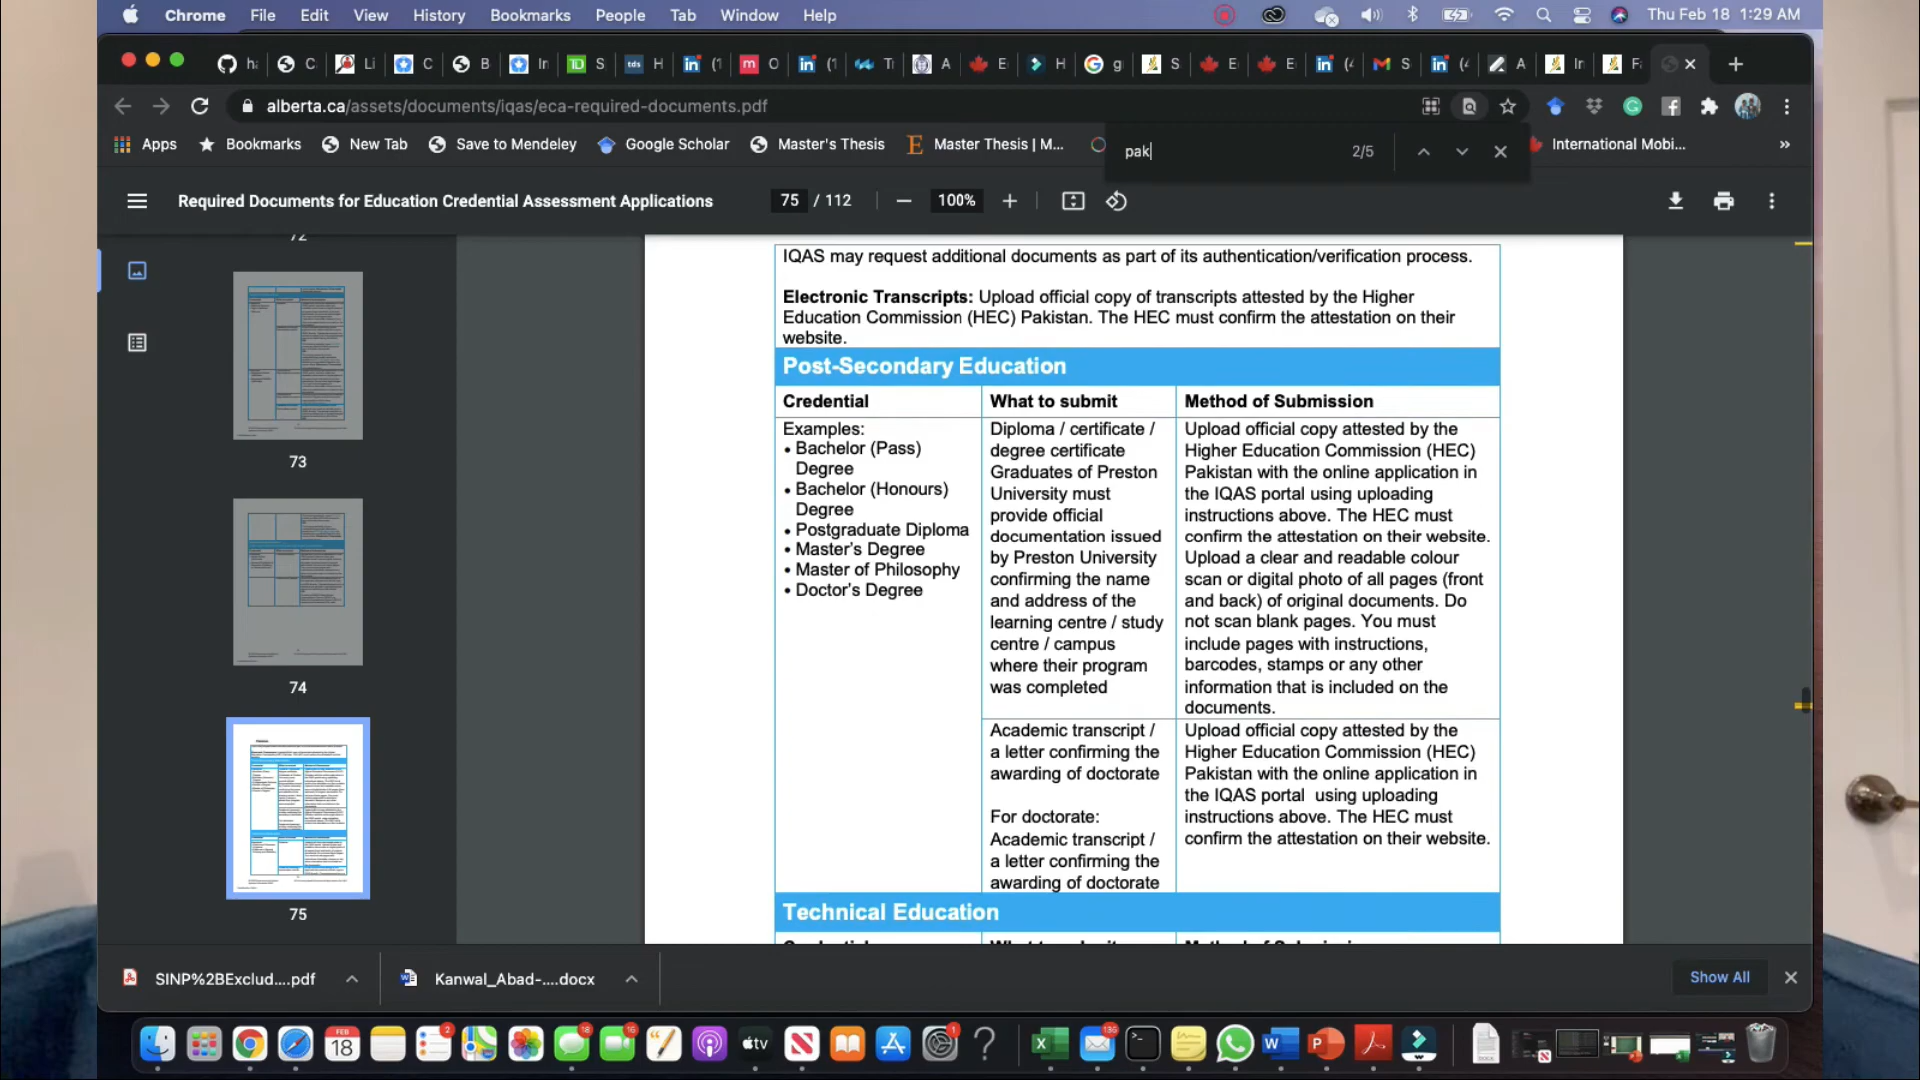 Chrome File Edit View History Bookmarks People Tab Window Help Thu Feb 18 1:29 AM
alberta.ca/assets/documents/iqas/eca-required-documents.pdf
Apps Bookmarks New Tab Save to Mendeley Google Scholar Master's Thesis Master Thesis | M... International Mobi... »
pak 2/5
Required Documents for Education Credential Assessment Applications 75 / 112 100%
72
73
74
75
IQAS may request additional documents as part of its authentication/verification process.
Electronic Transcripts: Upload official copy of transcripts attested by the Higher
Education Commission (HEC) Pakistan. The HEC must confirm the attestation on their
website.
Post-Secondary Education
Credential What to submit Method of Submission
Examples:
• Bachelor (Pass)
Degree
• Bachelor (Honours)
Degree
• Postgraduate Diploma
• Master's Degree
• Master of Philosophy
• Doctor's Degree
Diploma / certificate /
degree certificate
Graduates of Preston
University must
provide official
documentation issued
by Preston University
confirming the name
and address of the
learning centre / study
centre / campus
where their program
was completed
Upload official copy attested by the
Higher Education Commission (HEC)
Pakistan with the online application in
the IQAS portal using uploading
instructions above. The HEC must
confirm the attestation on their website.
Upload a clear and readable colour
scan or digital photo of all pages (front
and back) of original documents. Do
not scan blank pages. You must
include pages with instructions,
barcodes, stamps or any other
information that is included on the
documents.
Academic transcript /
a letter confirming the
awarding of doctorate
For doctorate:
Academic transcript /
a letter confirming the
awarding of doctorate
Upload official copy attested by the
Higher Education Commission (HEC)
Pakistan with the online application in
the IQAS portal using uploading
instructions above. The HEC must
confirm the attestation on their website.
Technical Education
SINP%2BExclud....pdf Kanwal_Abad-....docx Show All
FEB
18
tv